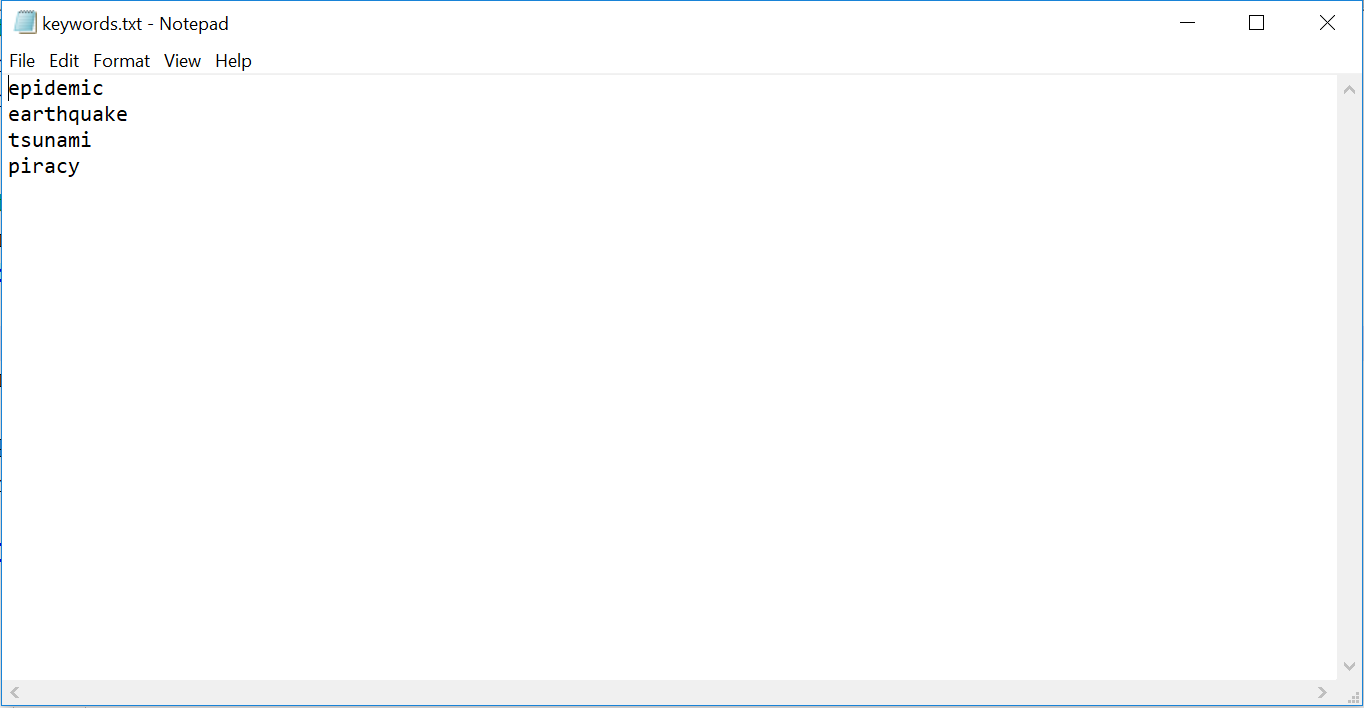 keywords.txt - Notepad
File Edit Format View Help
epidemic
earthquake
tsunami
piracy